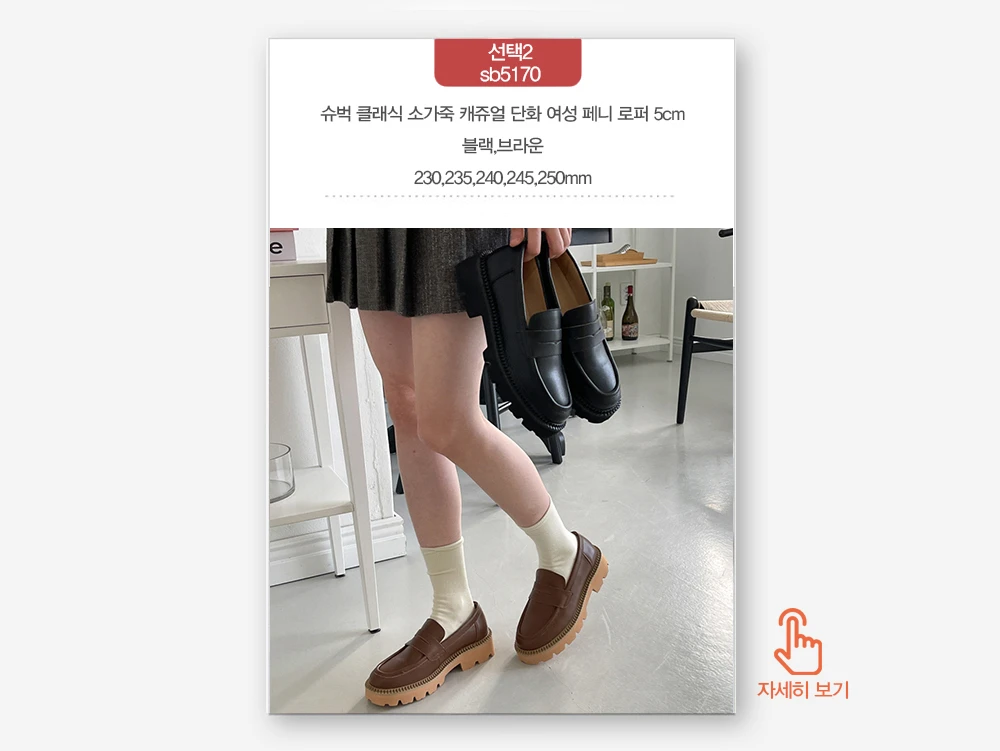 선택2
sb5170
슈벅 클래식 소가죽 캐쥬얼 단화 여성 페니 로퍼 5cm
블랙,브라운
230,235,240,245,250mm
e
자세히 보기